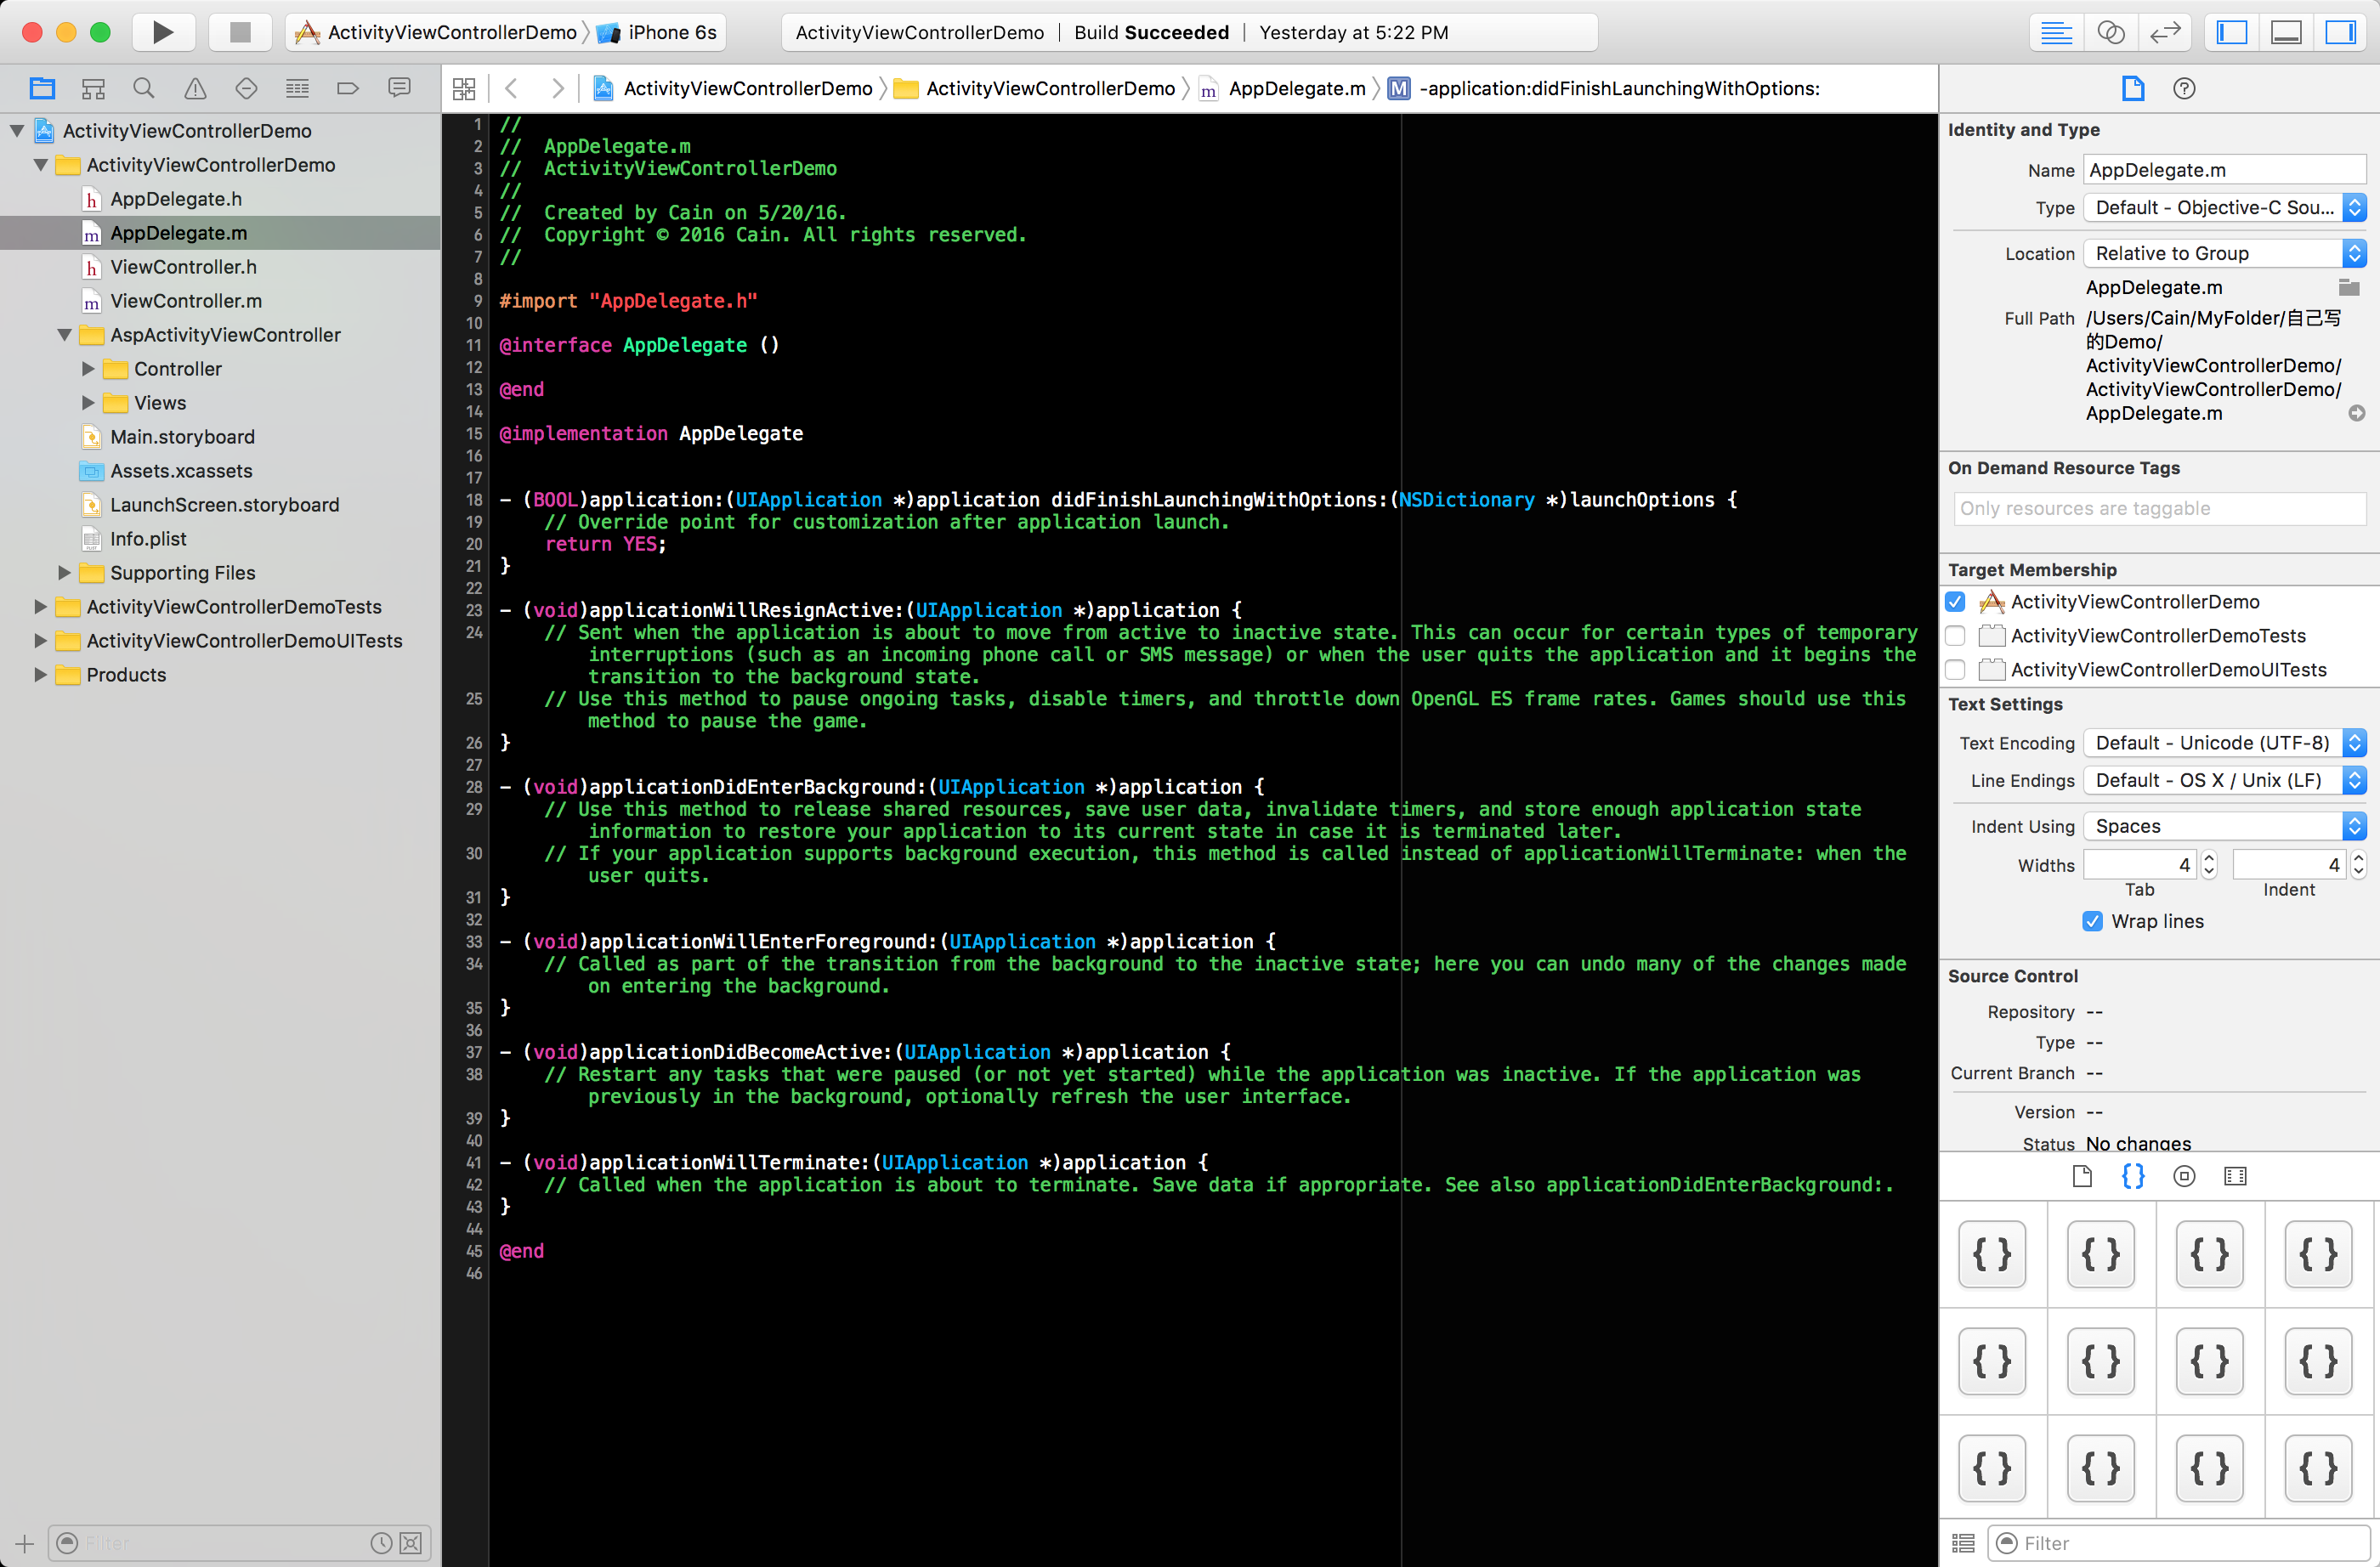 ActivityViewControllerDemo iPhone 6s
ActivityViewControllerDemo Build Succeeded Yesterday at 5:22 PM
ActivityViewControllerDemo ActivityViewControllerDemo AppDelegate.m -application:didFinishLaunchingWithOptions:
ActivityViewControllerDemo
ActivityViewControllerDemo
AppDelegate.h
AppDelegate.m
ViewController.h
ViewController.m
AspActivityViewController
Controller
Views
Main.storyboard
Assets.xcassets
LaunchScreen.storyboard
Info.plist
Supporting Files
ActivityViewControllerDemoTests
ActivityViewControllerDemoUITests
Products
Filter
1 //
2 //  AppDelegate.m
3 //  ActivityViewControllerDemo
4 //
5 //  Created by Cain on 5/20/16.
6 //  Copyright © 2016 Cain. All rights reserved.
7 //
8
9 #import "AppDelegate.h"
10
11 @interface AppDelegate ()
12
13 @end
14
15 @implementation AppDelegate
16
17
18 - (BOOL)application:(UIApplication *)application didFinishLaunchingWithOptions:(NSDictionary *)launchOptions {
19 // Override point for customization after application launch.
20 return YES;
21 }
22
23 - (void)applicationWillResignActive:(UIApplication *)application {
24 // Sent when the application is about to move from active to inactive state. This can occur for certain types of temporary
interruptions (such as an incoming phone call or SMS message) or when the user quits the application and it begins the
transition to the background state.
25 // Use this method to pause ongoing tasks, disable timers, and throttle down OpenGL ES frame rates. Games should use this
method to pause the game.
26 }
27
28 - (void)applicationDidEnterBackground:(UIApplication *)application {
29 // Use this method to release shared resources, save user data, invalidate timers, and store enough application state
information to restore your application to its current state in case it is terminated later.
30 // If your application supports background execution, this method is called instead of applicationWillTerminate: when the
user quits.
31 }
32
33 - (void)applicationWillEnterForeground:(UIApplication *)application {
34 // Called as part of the transition from the background to the inactive state; here you can undo many of the changes made
on entering the background.
35 }
36
37 - (void)applicationDidBecomeActive:(UIApplication *)application {
38 // Restart any tasks that were paused (or not yet started) while the application was inactive. If the application was
previously in the background, optionally refresh the user interface.
39 }
40
41 - (void)applicationWillTerminate:(UIApplication *)application {
42 // Called when the application is about to terminate. Save data if appropriate. See also applicationDidEnterBackground:.
43 }
44
45 @end
46
Identity and Type
Name AppDelegate.m
Type Default - Objective-C Sou...
Location Relative to Group
AppDelegate.m
Full Path /Users/Cain/MyFolder/自己写
的Demo/
ActivityViewControllerDemo/
ActivityViewControllerDemo/
AppDelegate.m
On Demand Resource Tags
Only resources are taggable
Target Membership
ActivityViewControllerDemo
ActivityViewControllerDemoTests
ActivityViewControllerDemoUITests
Text Settings
Text Encoding Default - Unicode (UTF-8)
Line Endings Default - OS X / Unix (LF)
Indent Using Spaces
Widths 4 4
Tab Indent
Wrap lines
Source Control
Repository --
Type --
Current Branch --
Version --
Status No changes
{ }
{ } { } { } { }
{ } { } { } { }
{ } { } { } { }
Filter